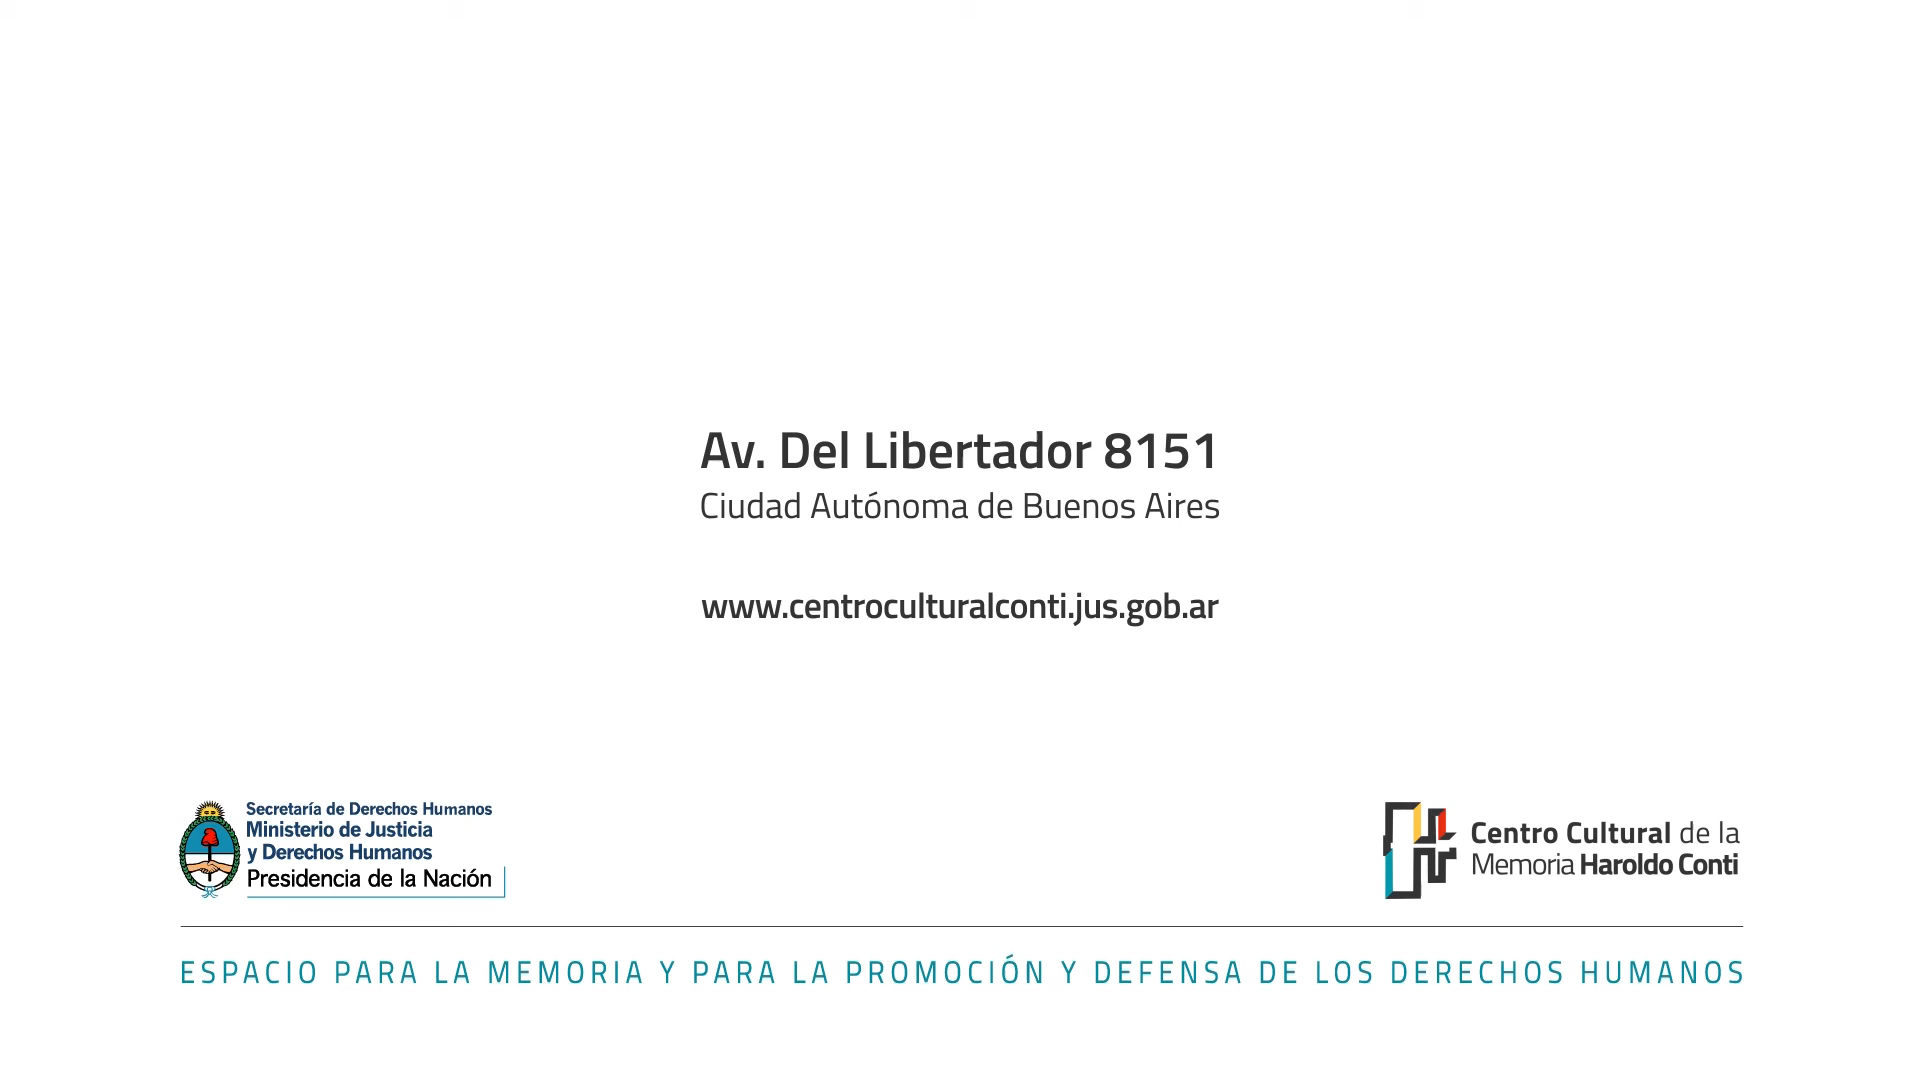 Av. Del Libertador 8151
Ciudad Autónoma de Buenos Aires
www.centroculturalconti.jus.gob.ar
Secretaría de Derechos Humanos
Ministerio de Justicia
y Derechos Humanos
Presidencia de la Nación
Centro Cultural de la
Memoria Haroldo Conti
ESPACIO PARA LA MEMORIA Y PARA LA PROMOCIÓN Y DEFENSA DE LOS DERECHOS HUMANOS